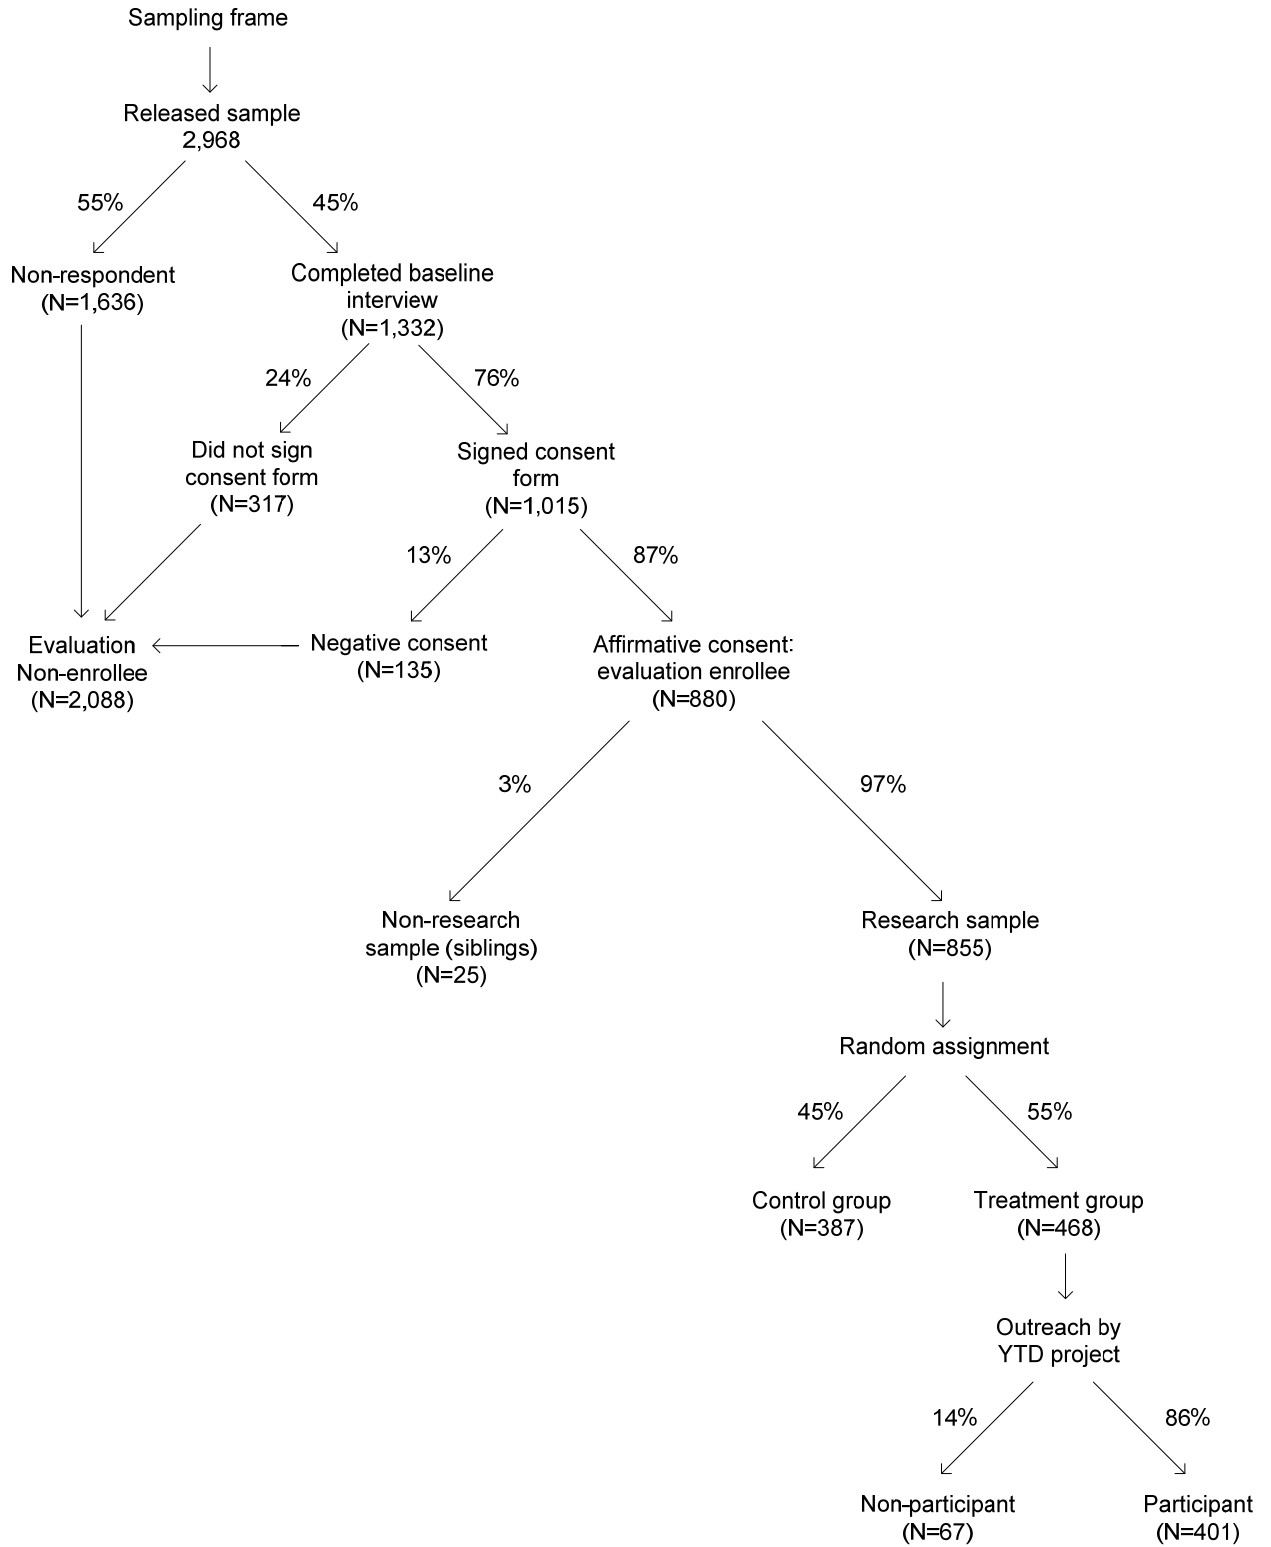 Sampling frame
Released sample
2,968
55%
45%
Non-respondent
(N=1,636)
Completed baseline
interview
(N=1,332)
24%
76%
Did not sign
consent form
(N=317)
Signed consent
form
(N=1,015)
13%
87%
Evaluation
Non-enrollee
(N=2,088)
Negative consent
(N=135)
Affirmative consent:
evaluation enrollee
(N=880)
3%
97%
Non-research
sample (siblings)
(N=25)
Research sample
(N=855)
Random assignment
45%
55%
Control group
(N=387)
Treatment group
(N=468)
Outreach by
YTD project
14%
86%
Non-participant
(N=67)
Participant
(N=401)